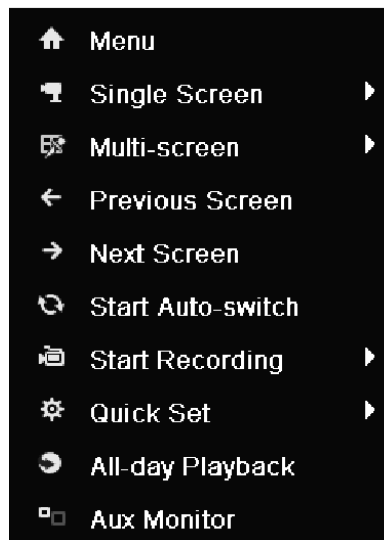 Menu
Single Screen
Multi-screen
Previous Screen
Next Screen
Start Auto-switch
Start Recording
Quick Set
All-day Playback
Aux Monitor